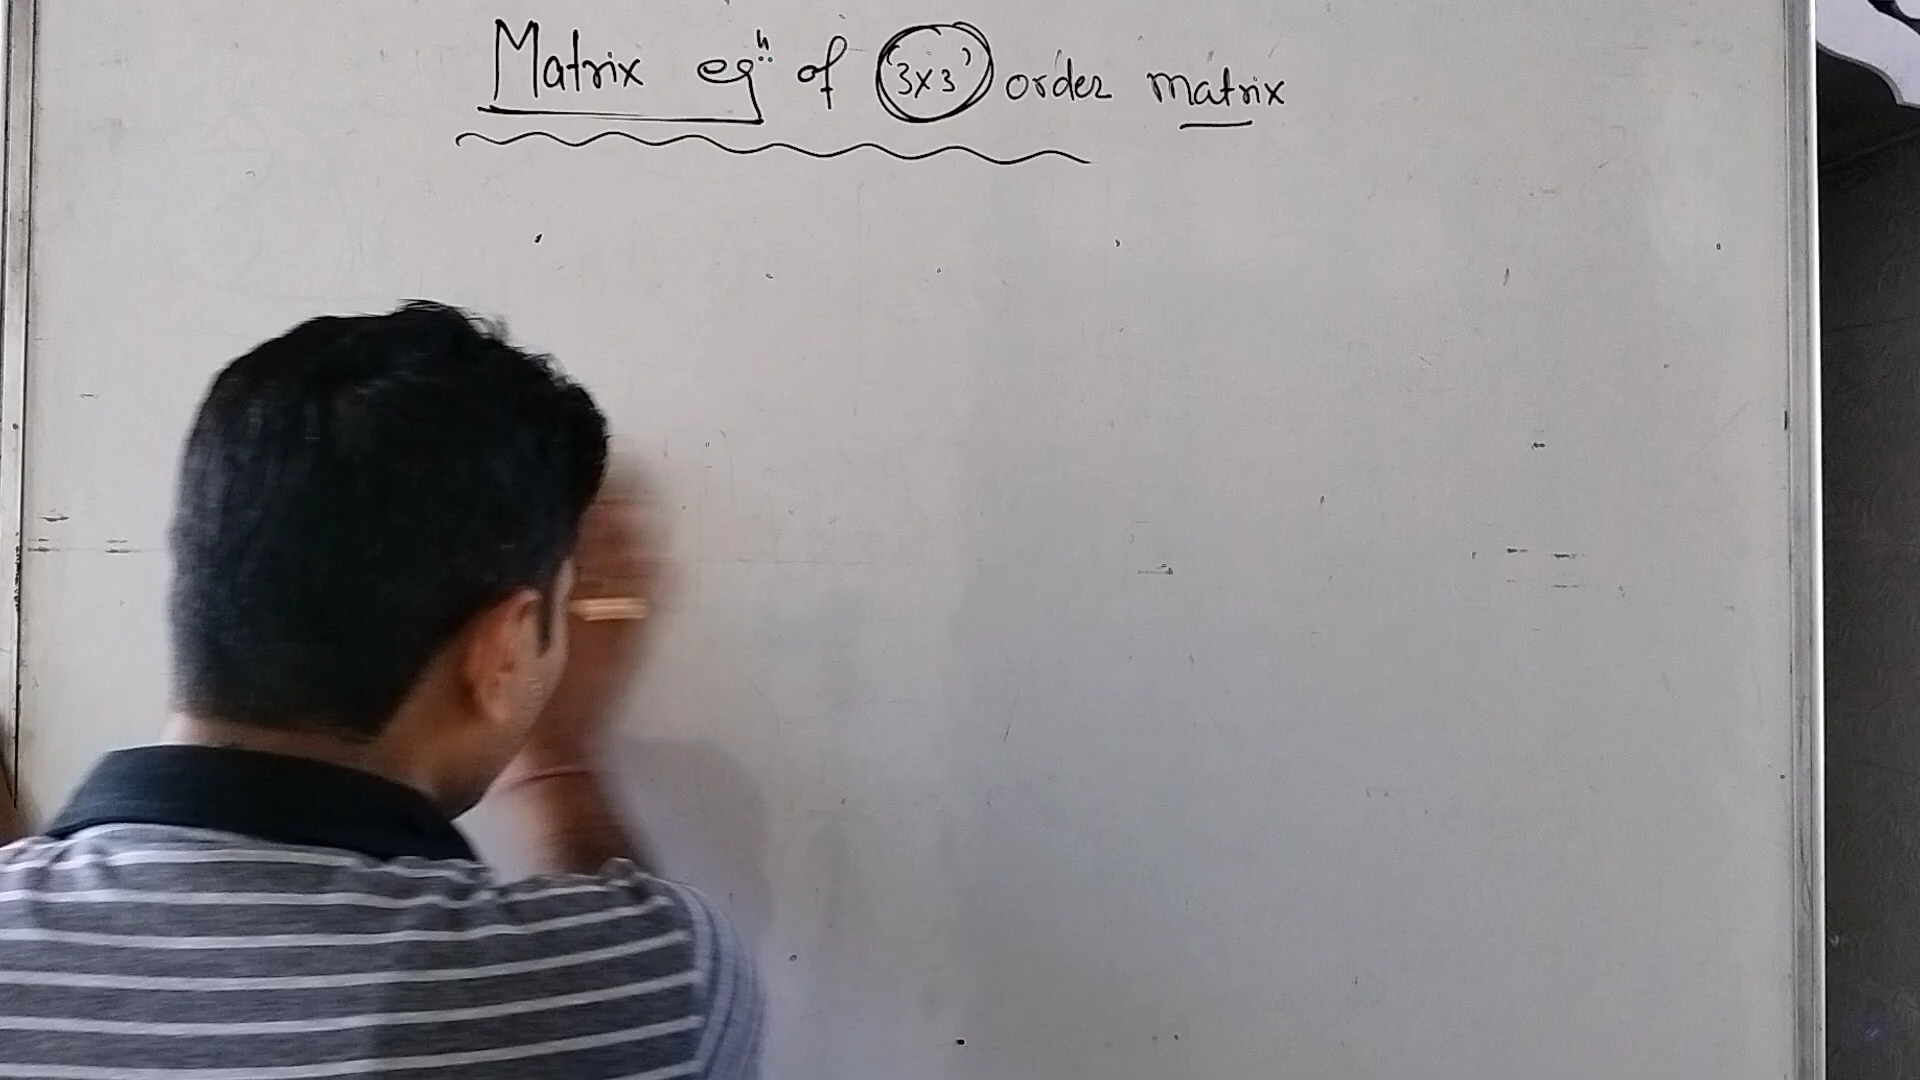 Matrix eqⁿ of 3x3 order matrix